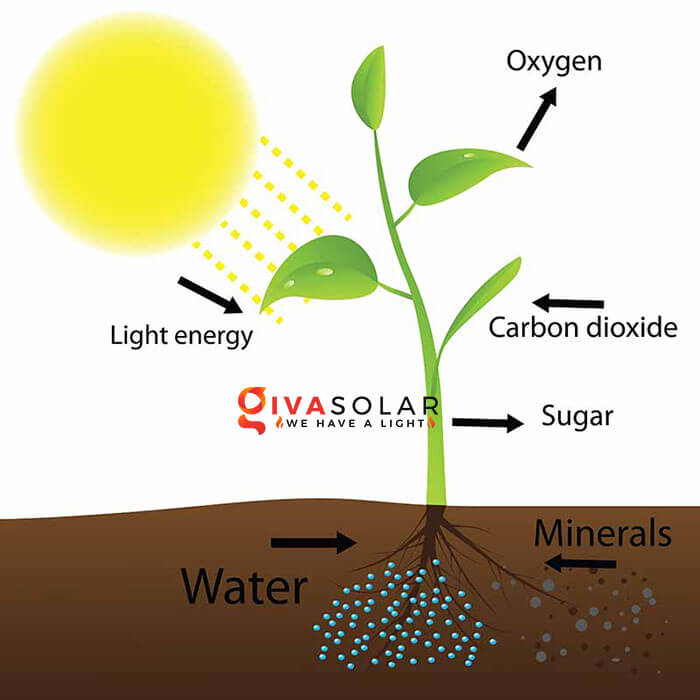 Oxygen
Light energy
Carbon dioxide
GIVASOLAR
WE HAVE A LIGHT
Sugar
Minerals
Water